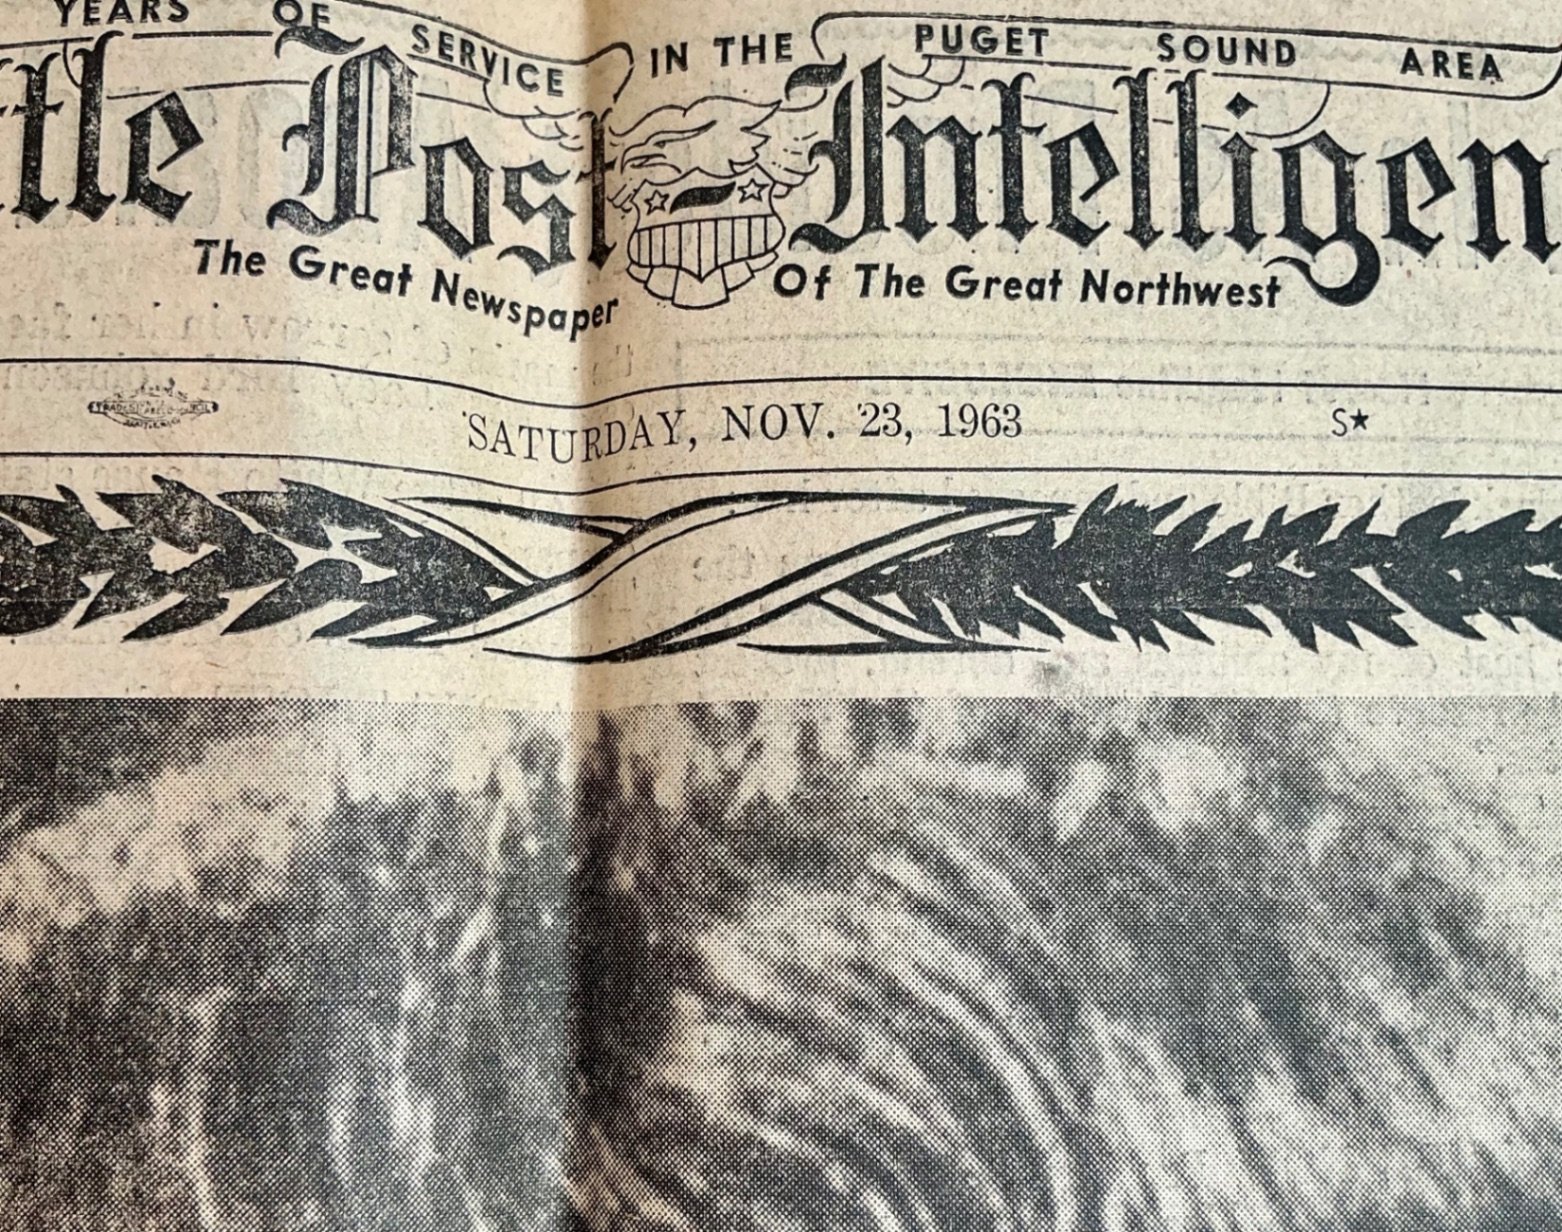 YEARS OF SERVICE IN THE PUGET SOUND AREA
ttle Post-Intelligen
The Great Newspaper Of The Great Northwest
SATURDAY, NOV. 23, 1963 S★